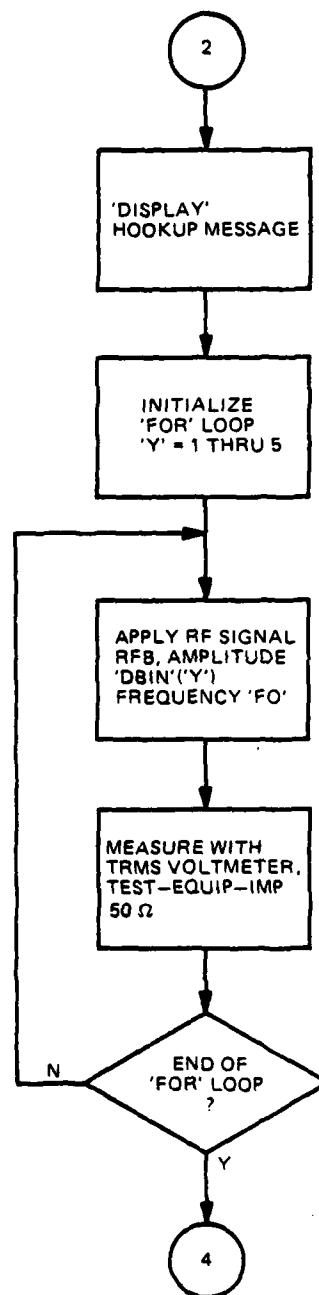 2
'DISPLAY'
HOOKUP MESSAGE
INITIALIZE
'FOR' LOOP
'Y' = 1 THRU 5
APPLY RF SIGNAL
RFB, AMPLITUDE
'DBIN'('Y')
FREQUENCY 'FO'
MEASURE WITH
TRMS VOLTMETER,
TEST-EQUIP-IMP
50 Ω
END OF
N
'FOR' LOOP
?
Y
4